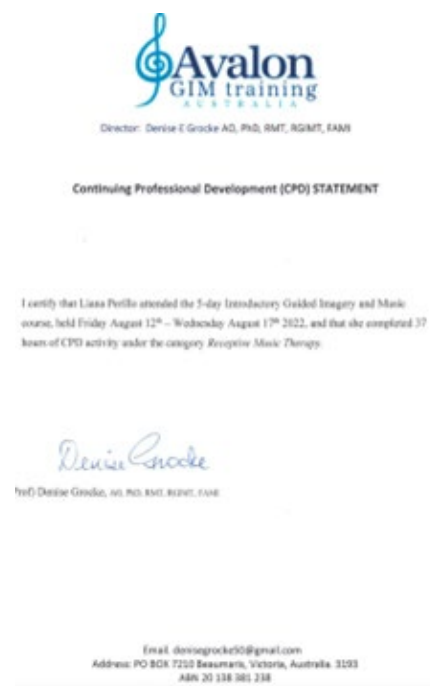 Avalon
GIM training
AUSTRALIA
Director: Denise E Grocke AO, PhD, RMT, RGIMT, FAMI
Continuing Professional Development (CPD) STATEMENT
I certify that Liana Perillo attended the 5-day Introductory Guided Imagery and Music
course, held Friday August 12th – Wednesday August 17th 2022, and that she completed 37
hours of CPD activity under the category Receptive Music Therapy.
Denise Grocke
Prof) Denise Grocke, AO, PhD, RMT, RGIMT, FAMI
Email. denisegrocke50@gmail.com
Address: PO BOX 7210 Beaumaris, Victoria, Australia. 3193
ABN 20 138 381 238